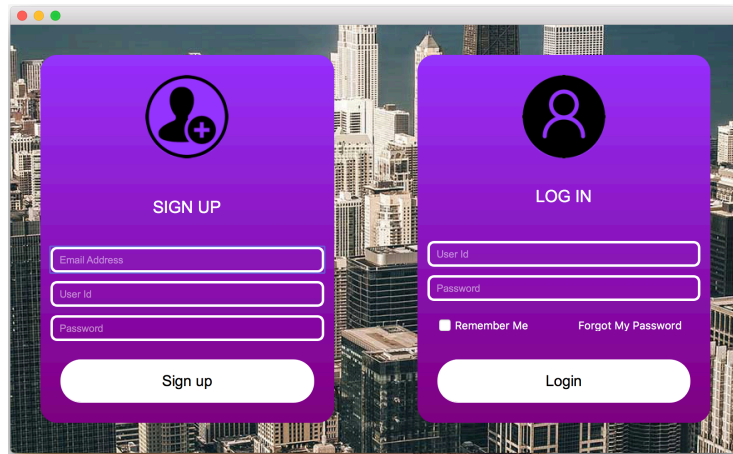 SIGN UP
Email Address
User Id
Password
Sign up
LOG IN
User Id
Password
Remember Me
Forgot My Password
Login